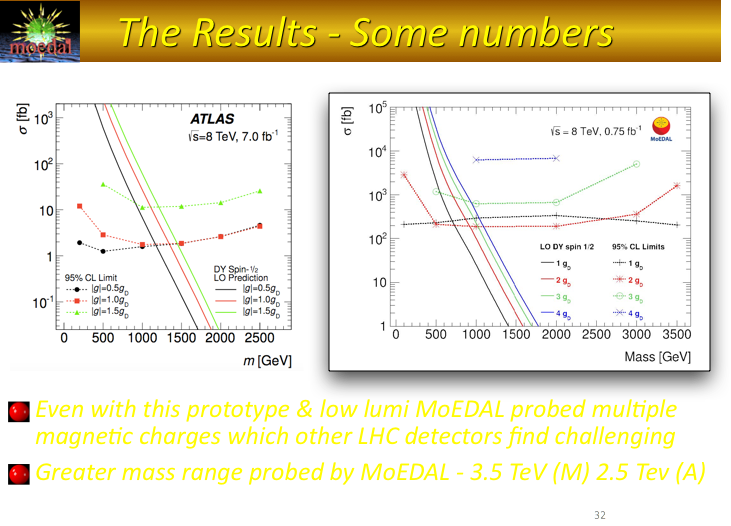 moedal
The Results - Some numbers
σ [fb]
10³
10²
10
1
10⁻¹
ATLAS
√s=8 TeV, 7.0 fb⁻¹
95% CL Limit
|g|=0.5g_D
|g|=1.0g_D
|g|=1.5g_D
DY Spin-½
LO Prediction
|g|=0.5g_D
|g|=1.0g_D
|g|=1.5g_D
0 500 1000 1500 2000 2500
m [GeV]
σ [fb]
10⁵
10⁴
10³
10²
10
1
√s = 8 TeV, 0.75 fb⁻¹
MoEDAL
LO DY spin 1/2 95% CL Limits
1 g_D 1 g_D
2 g_D 2 g_D
3 g_D 3 g_D
4 g_D 4 g_D
0 500 1000 1500 2000 2500 3000 3500
Mass [GeV]
Even with this prototype & low lumi MoEDAL probed multiple
magnetic charges which other LHC detectors find challenging
Greater mass range probed by MoEDAL - 3.5 TeV (M) 2.5 Tev (A)
32